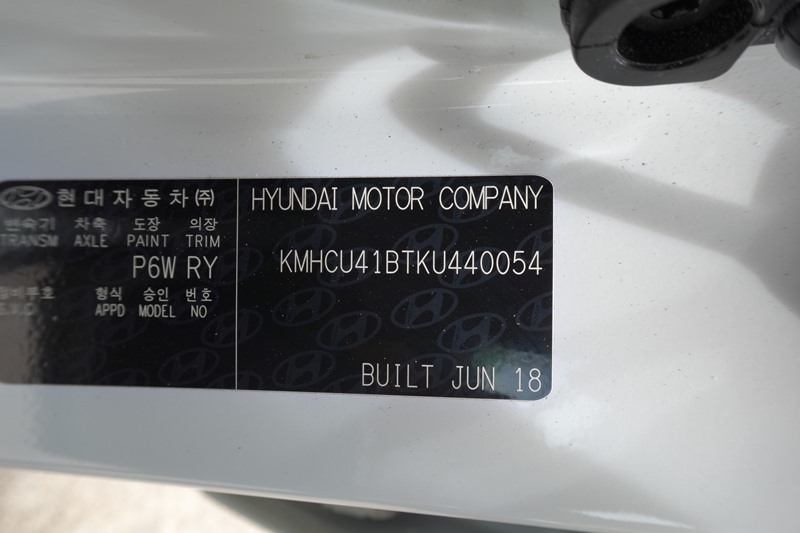 현대자동차(주)
변속기 차축 도장 의장
TRANSM AXLE PAINT TRIM
P6W RY
형식 승인 번호
APPD MODEL NO
HYUNDAI MOTOR COMPANY
KMHCU41BTKU440054
BUILT JUN 18